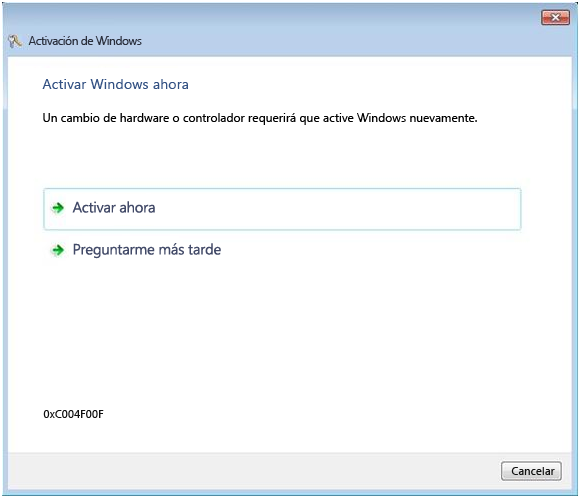 Activación de Windows
Activar Windows ahora
Un cambio de hardware o controlador requerirá que active Windows nuevamente.
Activar ahora
Preguntarme más tarde
0xC004F00F
Cancelar